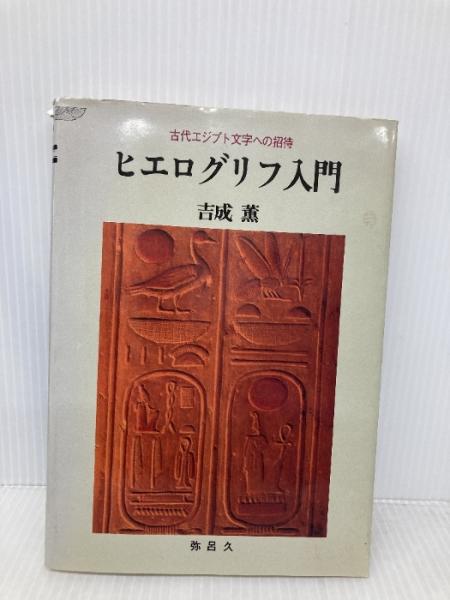 古代エジプト文字への招待
ヒエログリフ入門
吉成 薫
弥呂久